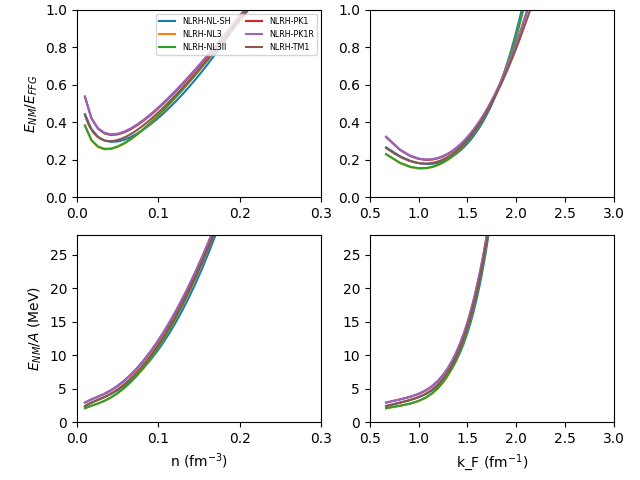 1.0
0.8
0.6
0.4
0.2
0.0
0.0 0.1 0.2 0.3
E_NM/E_FFG
NLRH-NL-SH NLRH-PK1
NLRH-NL3 NLRH-PK1R
NLRH-NL3II NLRH-TM1
1.0
0.8
0.6
0.4
0.2
0.0
0.5 1.0 1.5 2.0 2.5 3.0
25
20
15
10
5
0
0.0 0.1 0.2 0.3
E_NM/A (MeV)
n (fm⁻³)
25
20
15
10
5
0
0.5 1.0 1.5 2.0 2.5 3.0
k_F (fm⁻¹)